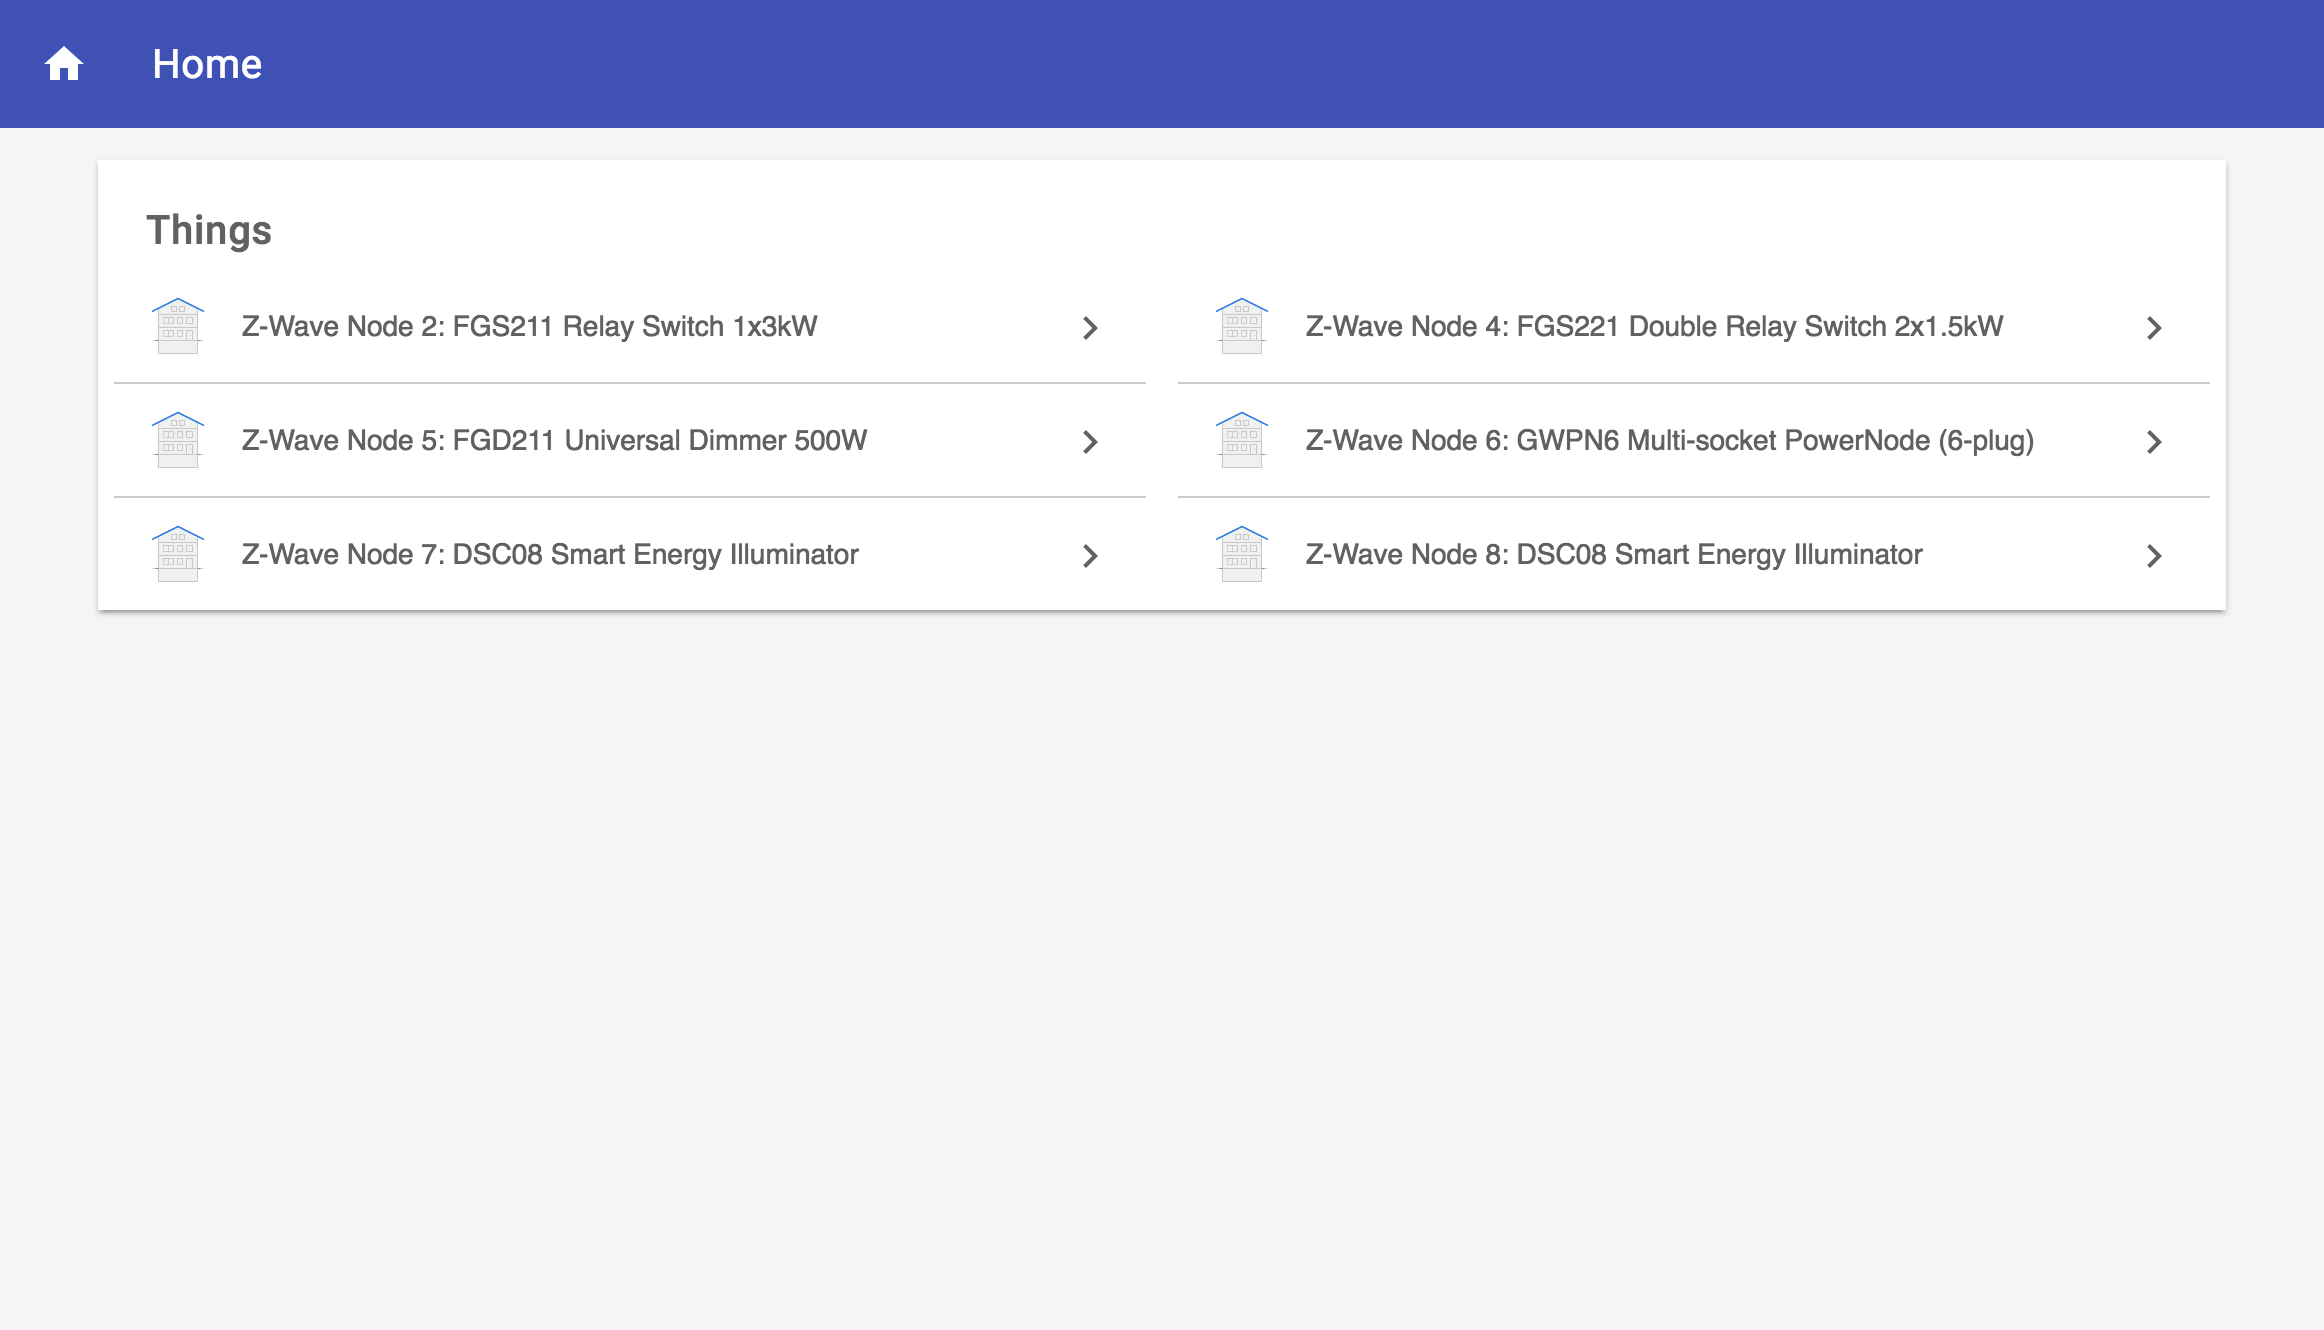 Home
Things
Z-Wave Node 2: FGS211 Relay Switch 1x3kW
Z-Wave Node 4: FGS221 Double Relay Switch 2x1.5kW
Z-Wave Node 5: FGD211 Universal Dimmer 500W
Z-Wave Node 6: GWPN6 Multi-socket PowerNode (6-plug)
Z-Wave Node 7: DSC08 Smart Energy Illuminator
Z-Wave Node 8: DSC08 Smart Energy Illuminator